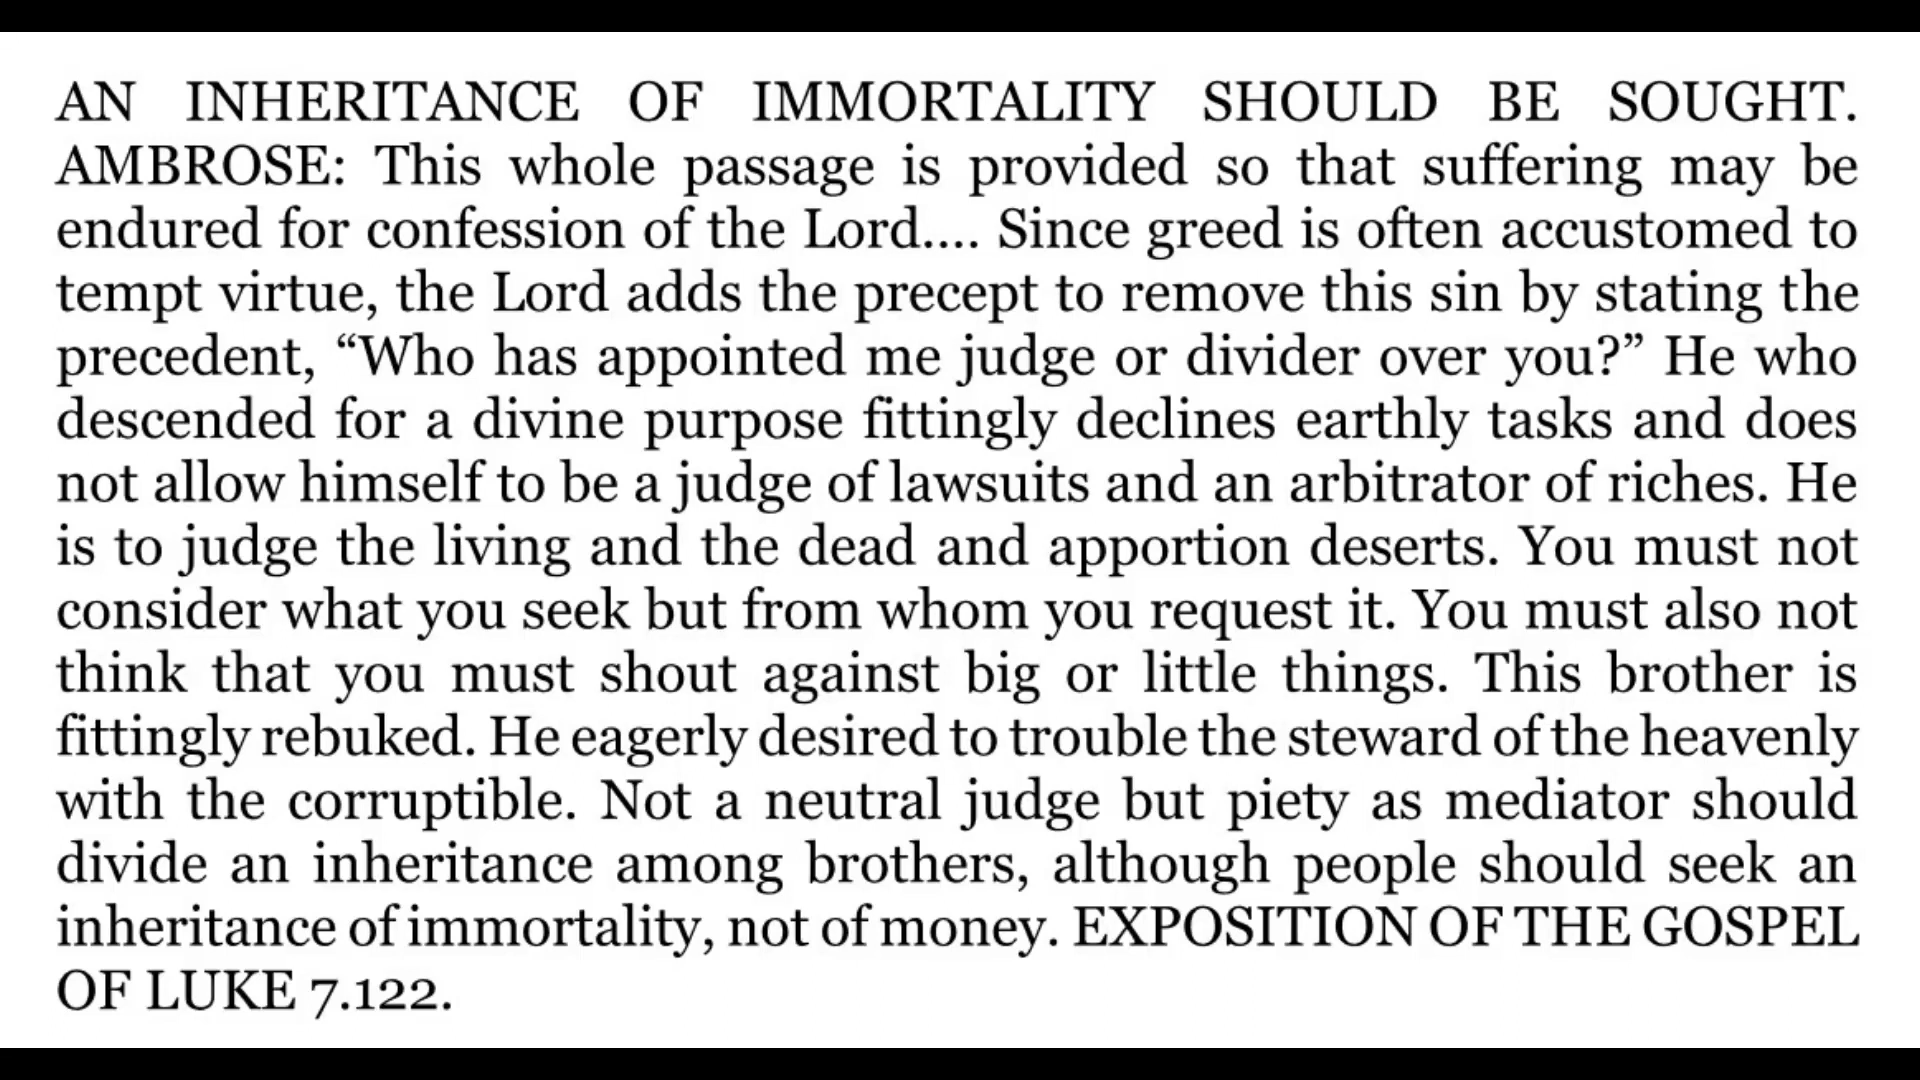 AN INHERITANCE OF IMMORTALITY SHOULD BE SOUGHT.
AMBROSE: This whole passage is provided so that suffering may be
endured for confession of the Lord.... Since greed is often accustomed to
tempt virtue, the Lord adds the precept to remove this sin by stating the
precedent, “Who has appointed me judge or divider over you?” He who
descended for a divine purpose fittingly declines earthly tasks and does
not allow himself to be a judge of lawsuits and an arbitrator of riches. He
is to judge the living and the dead and apportion deserts. You must not
consider what you seek but from whom you request it. You must also not
think that you must shout against big or little things. This brother is
fittingly rebuked. He eagerly desired to trouble the steward of the heavenly
with the corruptible. Not a neutral judge but piety as mediator should
divide an inheritance among brothers, although people should seek an
inheritance of immortality, not of money. EXPOSITION OF THE GOSPEL
OF LUKE 7.122.